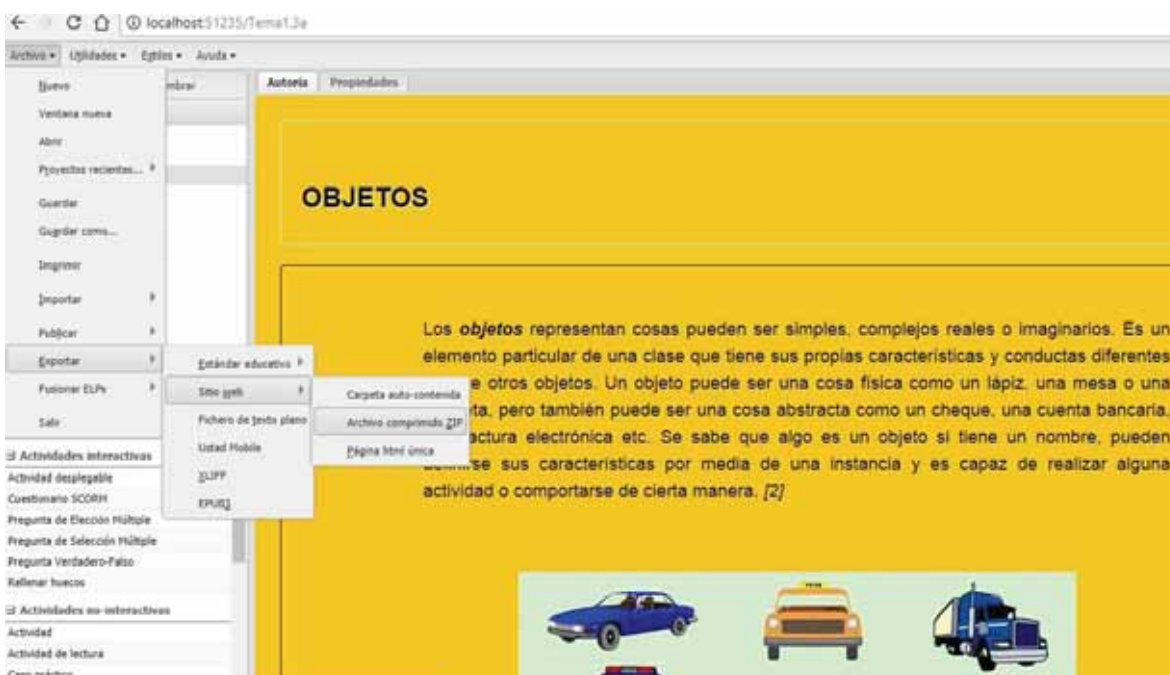 localhost:51235/Tema1.3e
Archivo Utilidades Estilos Ayuda
Nuevo
Ventana nueva
Abrir
Proyectos recientes...
Guardar
Guardar como...
Imprimir
Importar
Publicar
Exportar
Fusionar ELPs
Salir
Estándar educativo
Sitio web
Fichero de texto plano
Ustad Mobile
XLIFF
EPUB3
Carpeta auto-contenida
Archivo comprimido ZIP
Página html única
Actividades interactivas
Actividad desplegable
Cuestionario SCORM
Pregunta de Elección Múltiple
Pregunta de Selección Múltiple
Pregunta Verdadero-Falso
Rellenar huecos
Actividades no-interactivas
Actividad
Actividad de lectura
Caso práctico
Autoría Propiedades
OBJETOS
Los objetos representan cosas pueden ser simples, complejos reales o imaginarios. Es un
elemento particular de una clase que tiene sus propias características y conductas diferentes
e otros objetos. Un objeto puede ser una cosa física como un lápiz, una mesa o una
ta, pero también puede ser una cosa abstracta como un cheque, una cuenta bancaria,
actura electrónica etc. Se sabe que algo es un objeto si tiene un nombre, pueden
definirse sus características por media de una instancia y es capaz de realizar alguna
actividad o comportarse de cierta manera. [2]